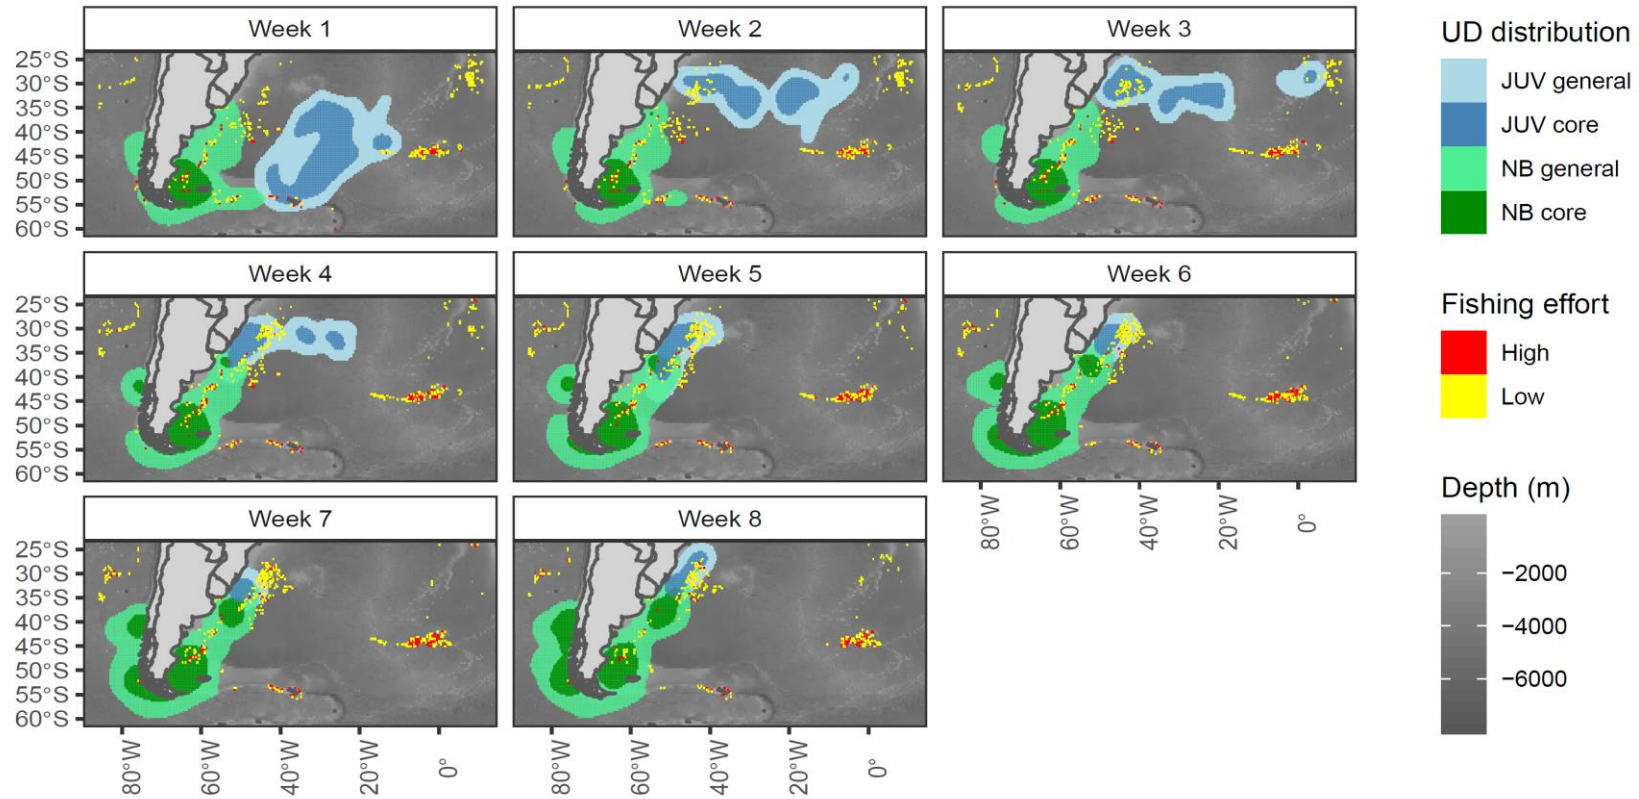 Week 1
Week 2
Week 3
25°S
30°S
35°S
40°S
45°S
50°S
55°S
60°S
Week 4
Week 5
Week 6
25°S
30°S
35°S
40°S
45°S
50°S
55°S
60°S
80°W
60°W
40°W
20°W
0°
Week 7
Week 8
25°S
30°S
35°S
40°S
45°S
50°S
55°S
60°S
80°W
60°W
40°W
20°W
0°
80°W
60°W
40°W
20°W
0°
UD distribution
JUV general
JUV core
NB general
NB core
Fishing effort
High
Low
Depth (m)
−2000
−4000
−6000